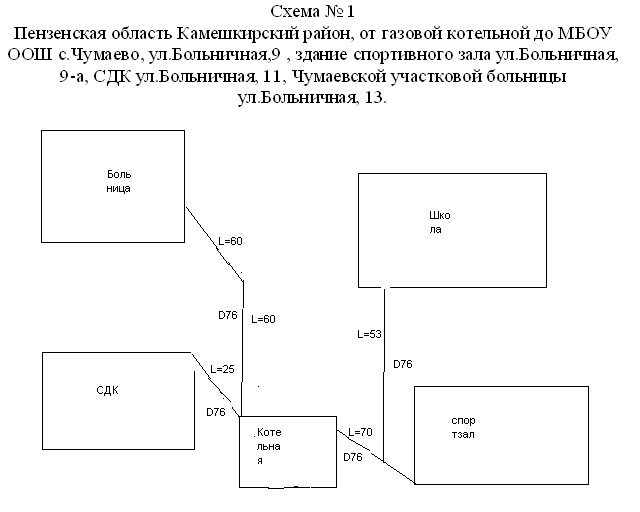 Схема № 1
Пензенская область Камешкирский район, от газовой котельной до МБОУ
ООШ с.Чумаево, ул.Больничная,9 , здание спортивного зала ул.Больничная,
9-а, СДК ул.Больничная, 11, Чумаевской участковой больницы
ул.Больничная, 13.
Боль
ница
Шко
ла
L=60
D76
L=60
L=53
D76
L=25
СДК
D76
Коте
льна
я
L=70
D76
спор
тзал